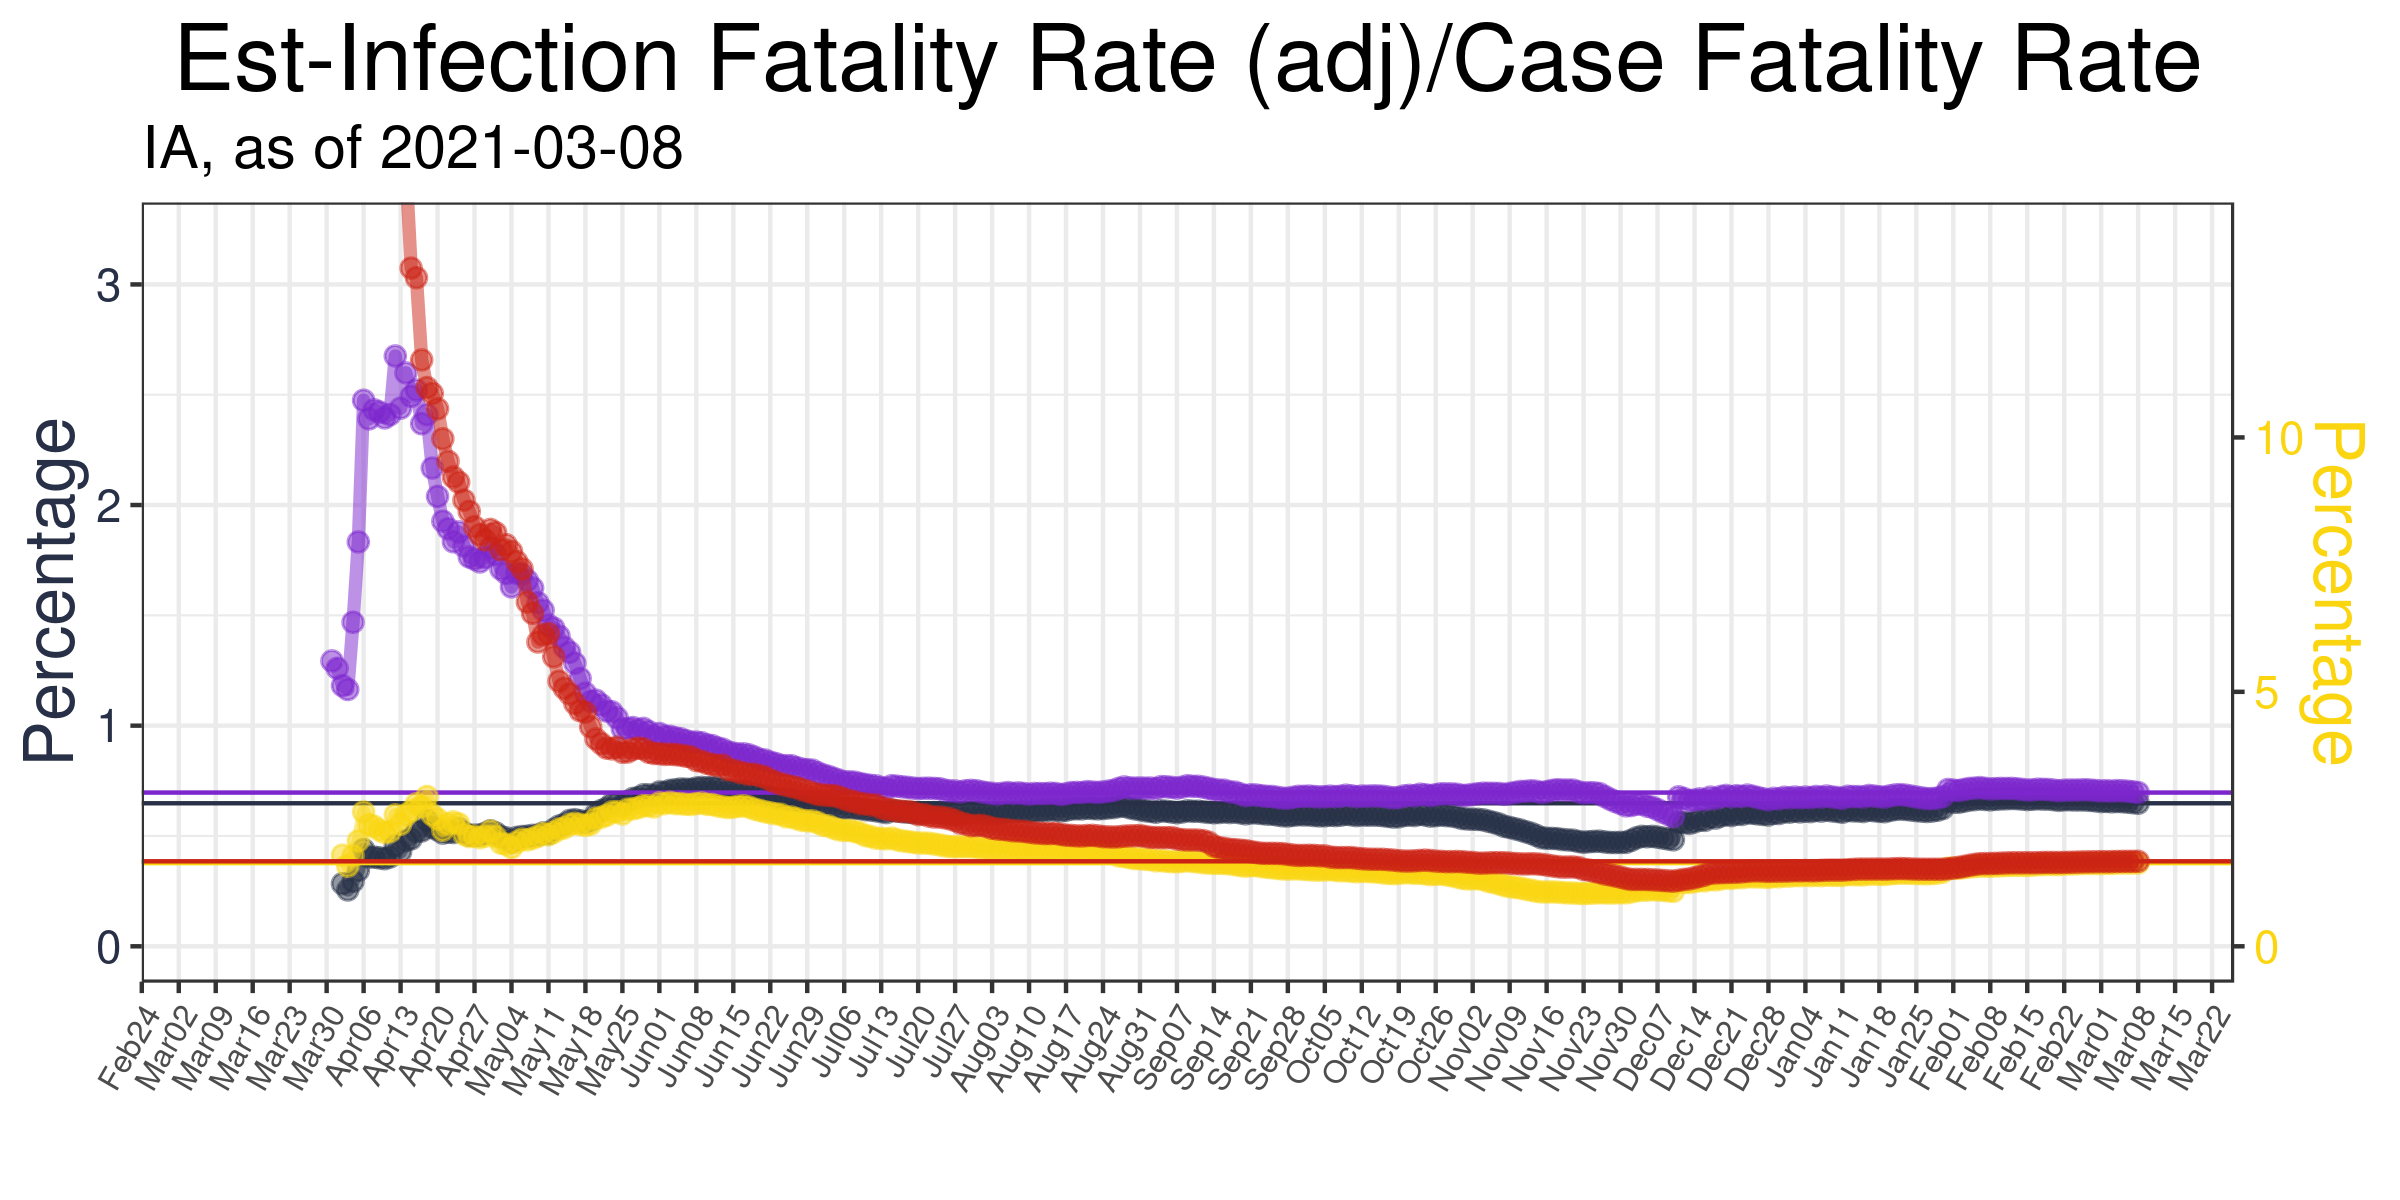 Est-Infection Fatality Rate (adj)/Case Fatality Rate
IA, as of 2021-03-08
Percentage
3
2
1
0
10
5
0
Percentage
Feb24
Mar02
Mar09
Mar16
Mar23
Mar30
Apr06
Apr13
Apr20
Apr27
May04
May11
May18
May25
Jun01
Jun08
Jun15
Jun22
Jun29
Jul06
Jul13
Jul20
Jul27
Aug03
Aug10
Aug17
Aug24
Aug31
Sep07
Sep14
Sep21
Sep28
Oct05
Oct12
Oct19
Oct26
Nov02
Nov09
Nov16
Nov23
Nov30
Dec07
Dec14
Dec21
Dec28
Jan04
Jan11
Jan18
Jan25
Feb01
Feb08
Feb15
Feb22
Mar01
Mar08
Mar15
Mar22